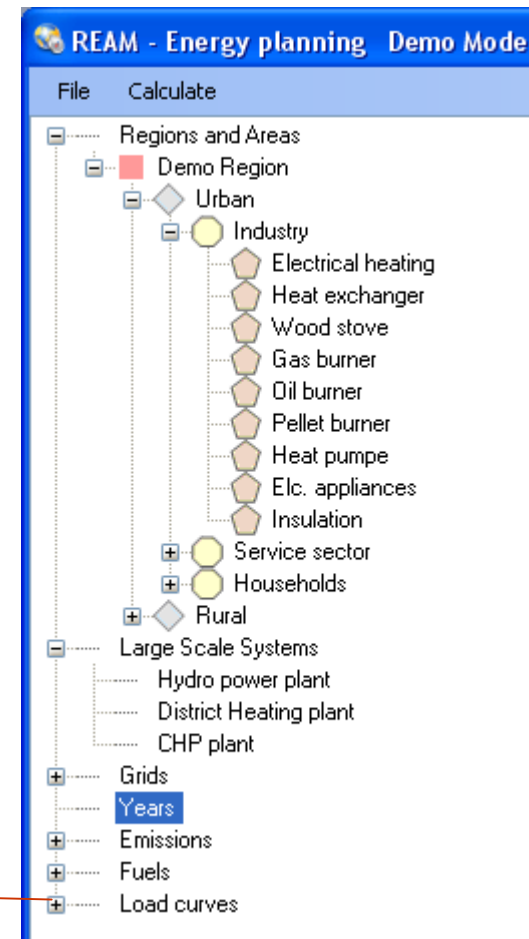 REAM - Energy planning Demo Mode
File Calculate
Regions and Areas
Demo Region
Urban
Industry
Electrical heating
Heat exchanger
Wood stove
Gas burner
Oil burner
Pellet burner
Heat pumpe
Elc. appliances
Insulation
Service sector
Households
Rural
Large Scale Systems
Hydro power plant
District Heating plant
CHP plant
Grids
Years
Emissions
Fuels
Load curves